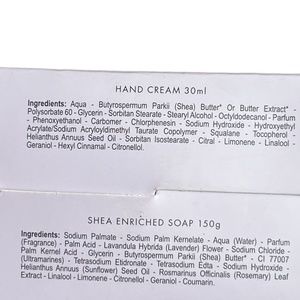 HAND CREAM 30ml
Ingredients: Aqua - Butyrospermum Parkii (Shea) Butter* Or Butter Extract* -
Polysorbate 60 - Glycerin - Sorbitan Stearate - Stearyl Alcohol - Octyldodecanol - Parfum
- Phenoxyethanol - Carbomer - Chlorphenesin - Sodium Hydroxide - Hydroxyethyl
Acrylate/Sodium Acryloyldimethyl Taurate Copolymer - Squalane - Tocopherol -
Helianthus Annuus Seed Oil - Sorbitan Isostearate - Citral - Limonene - Linalool -
Geraniol - Hexyl Cinnamal - Citronellol.
SHEA ENRICHED SOAP 150g
Ingredients: Sodium Palmate - Sodium Palm Kernelate - Aqua (Water) - Parfum
(Fragrance) - Palm Acid - Lavandula Hybrida (Lavender) Flower - Sodium Chloride -
Palm Kernel Acid - Glycerin - Butyrospermum Parkii (Shea) Butter* - CI 77007
(Ultramarines) - Tetrasodium Etidronate - Tetrasodium Edta - Sodium Hydroxide -
Helianthus Annuus (Sunflower) Seed Oil - Rosmarinus Officinalis (Rosemary) Leaf
Extract - Linalool - Limonene - Citronellol - Geraniol - Coumarin.